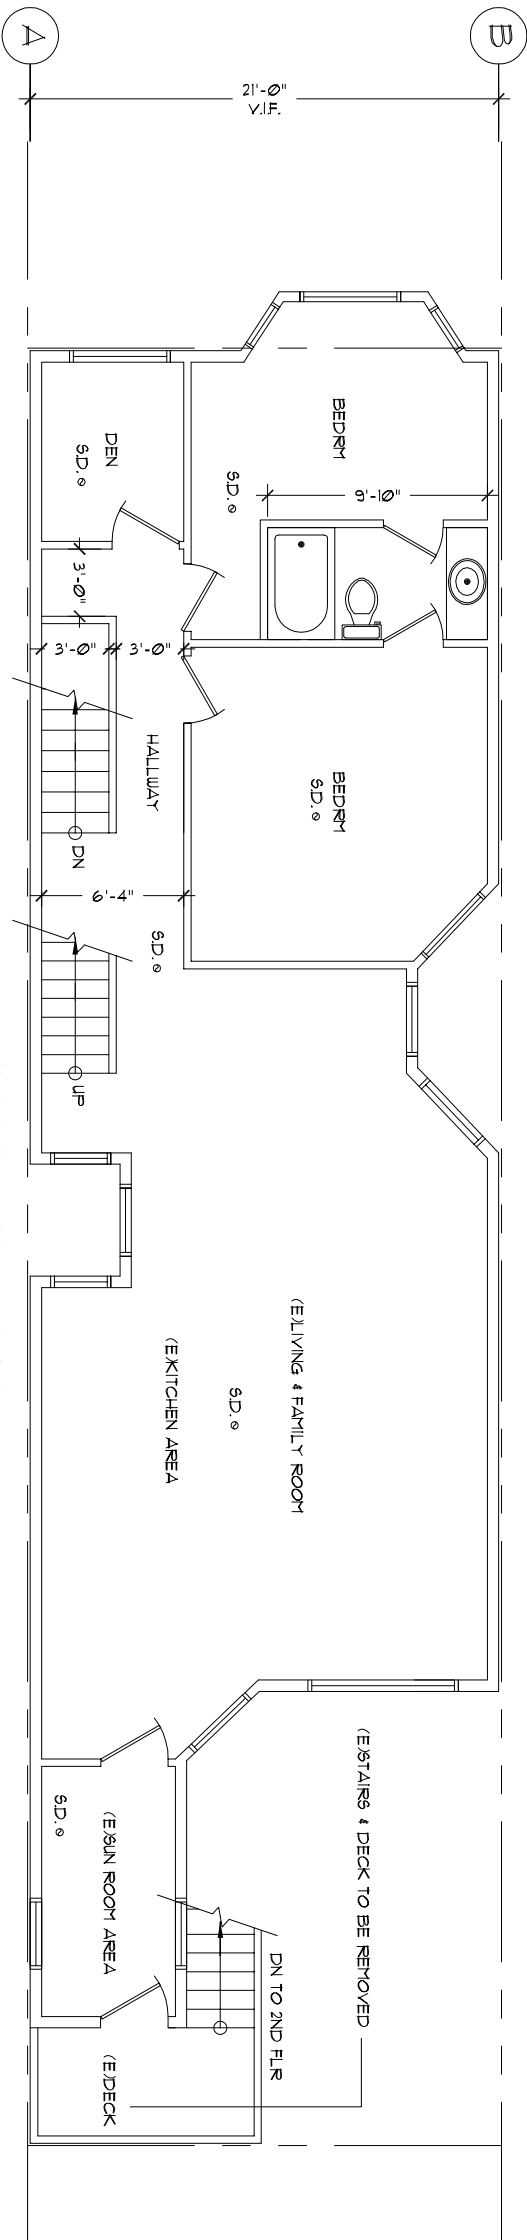 A
B
21'-0"
V.I.F.
BEDRM
S.D.
9'-10"
DEN
S.D.
3'-0"
3'-0"
3'-0"
HALLWAY
BEDRM
S.D.
DN
6'-4"
S.D.
UP
(E)LIVING & FAMILY ROOM
S.D.
(E)KITCHEN AREA
(E)STAIRS & DECK TO BE REMOVED
(E)SUN ROOM AREA
S.D.
DN TO 2ND FLR
(E)DECK